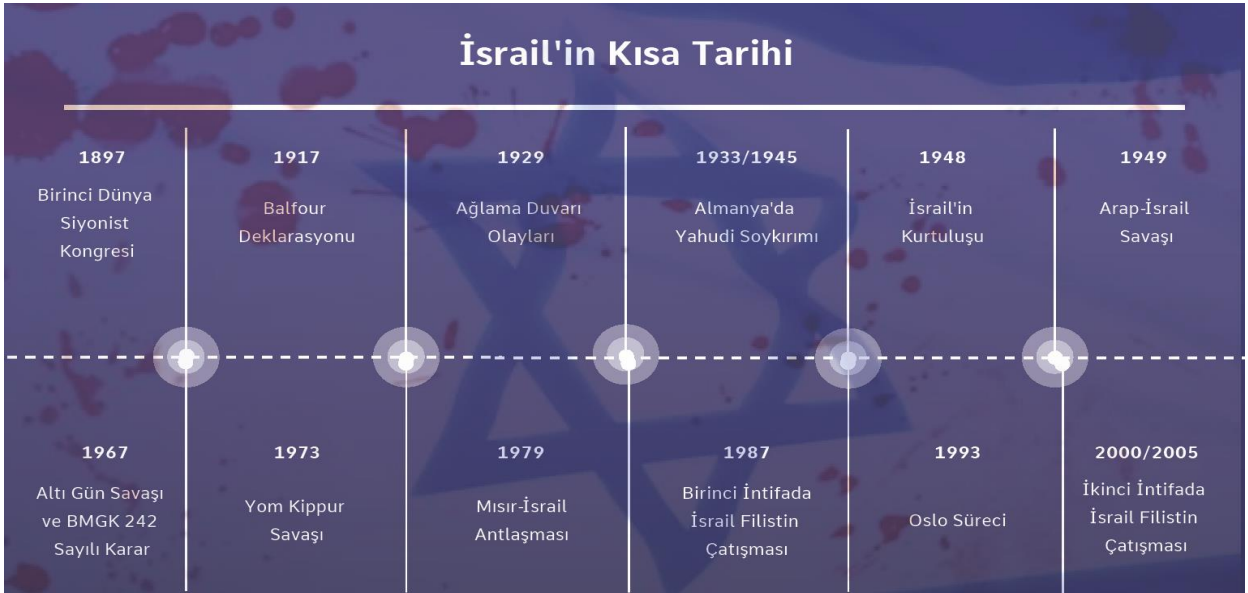 İsrail'in Kısa Tarihi
1897
Birinci Dünya
Siyonist
Kongresi
1917
Balfour
Deklarasyonu
1929
Ağlama Duvarı
Olayları
1933/1945
Almanya'da
Yahudi Soykırımı
1948
İsrail'in
Kurtuluşu
1949
Arap-İsrail
Savaşı
1967
Altı Gün Savaşı
ve BMGK 242
Sayılı Karar
1973
Yom Kippur
Savaşı
1979
Mısır-İsrail
Antlaşması
1987
Birinci İntifada
İsrail Filistin
Çatışması
1993
Oslo Süreci
2000/2005
İkinci İntifada
İsrail Filistin
Çatışması